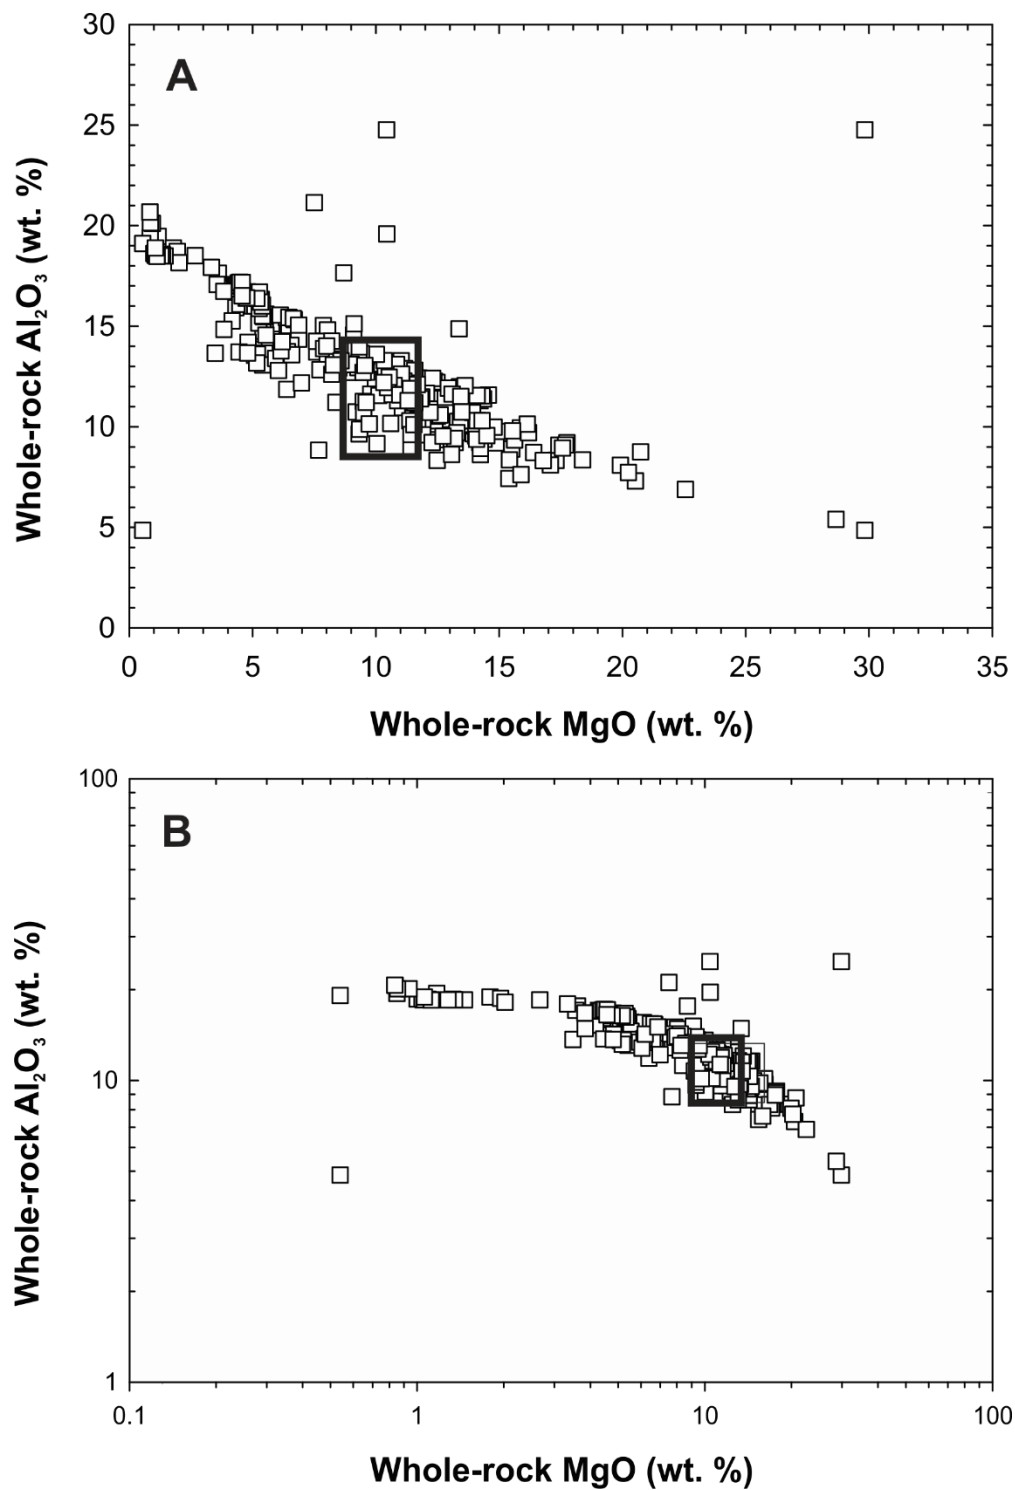 A
30
25
20
15
10
5
0
Whole-rock Al₂O₃ (wt. %)
0 5 10 15 20 25 30 35
Whole-rock MgO (wt. %)
B
100
10
1
Whole-rock Al₂O₃ (wt. %)
0.1 1 10 100
Whole-rock MgO (wt. %)